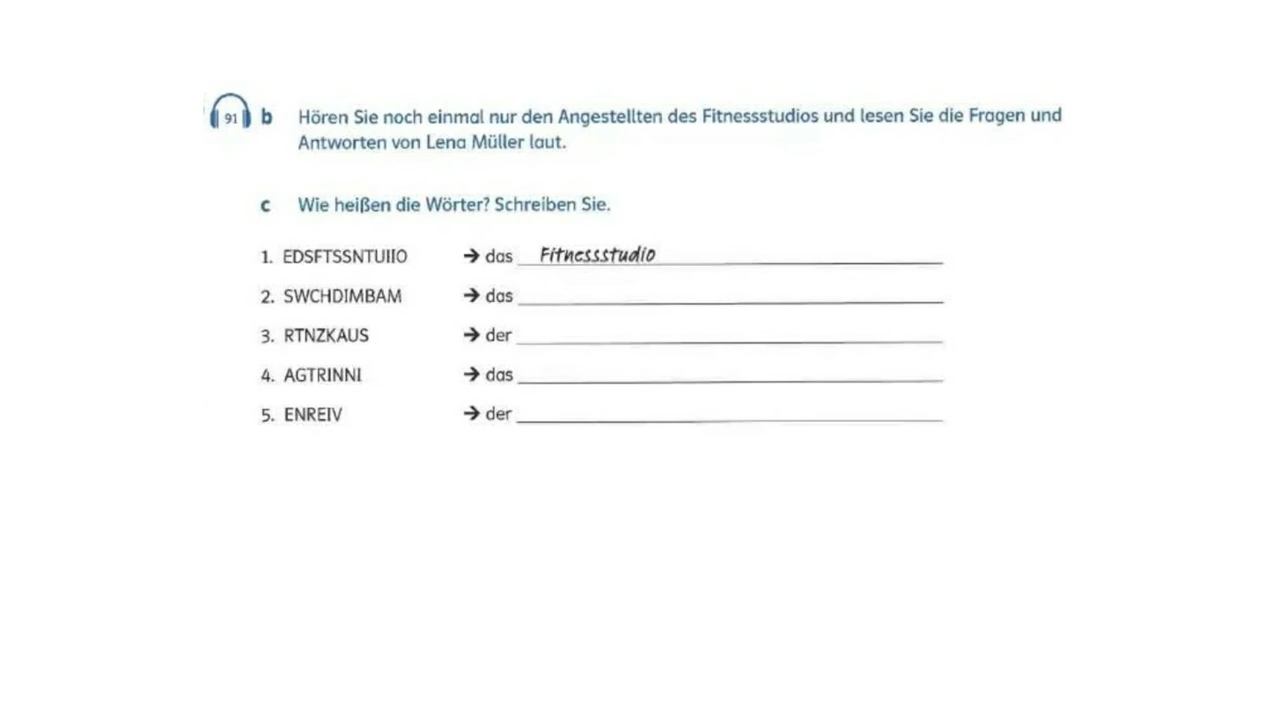 91 b Hören Sie noch einmal nur den Angestellten des Fitnessstudios und lesen Sie die Fragen und
Antworten von Lena Müller laut.
c Wie heißen die Wörter? Schreiben Sie.
1. EDSFTSSNTUIIO → das Fitnessstudio
2. SWCHDIMBAM → das
3. RTNZKAUS → der
4. AGTRINNI → das
5. ENREIV → der